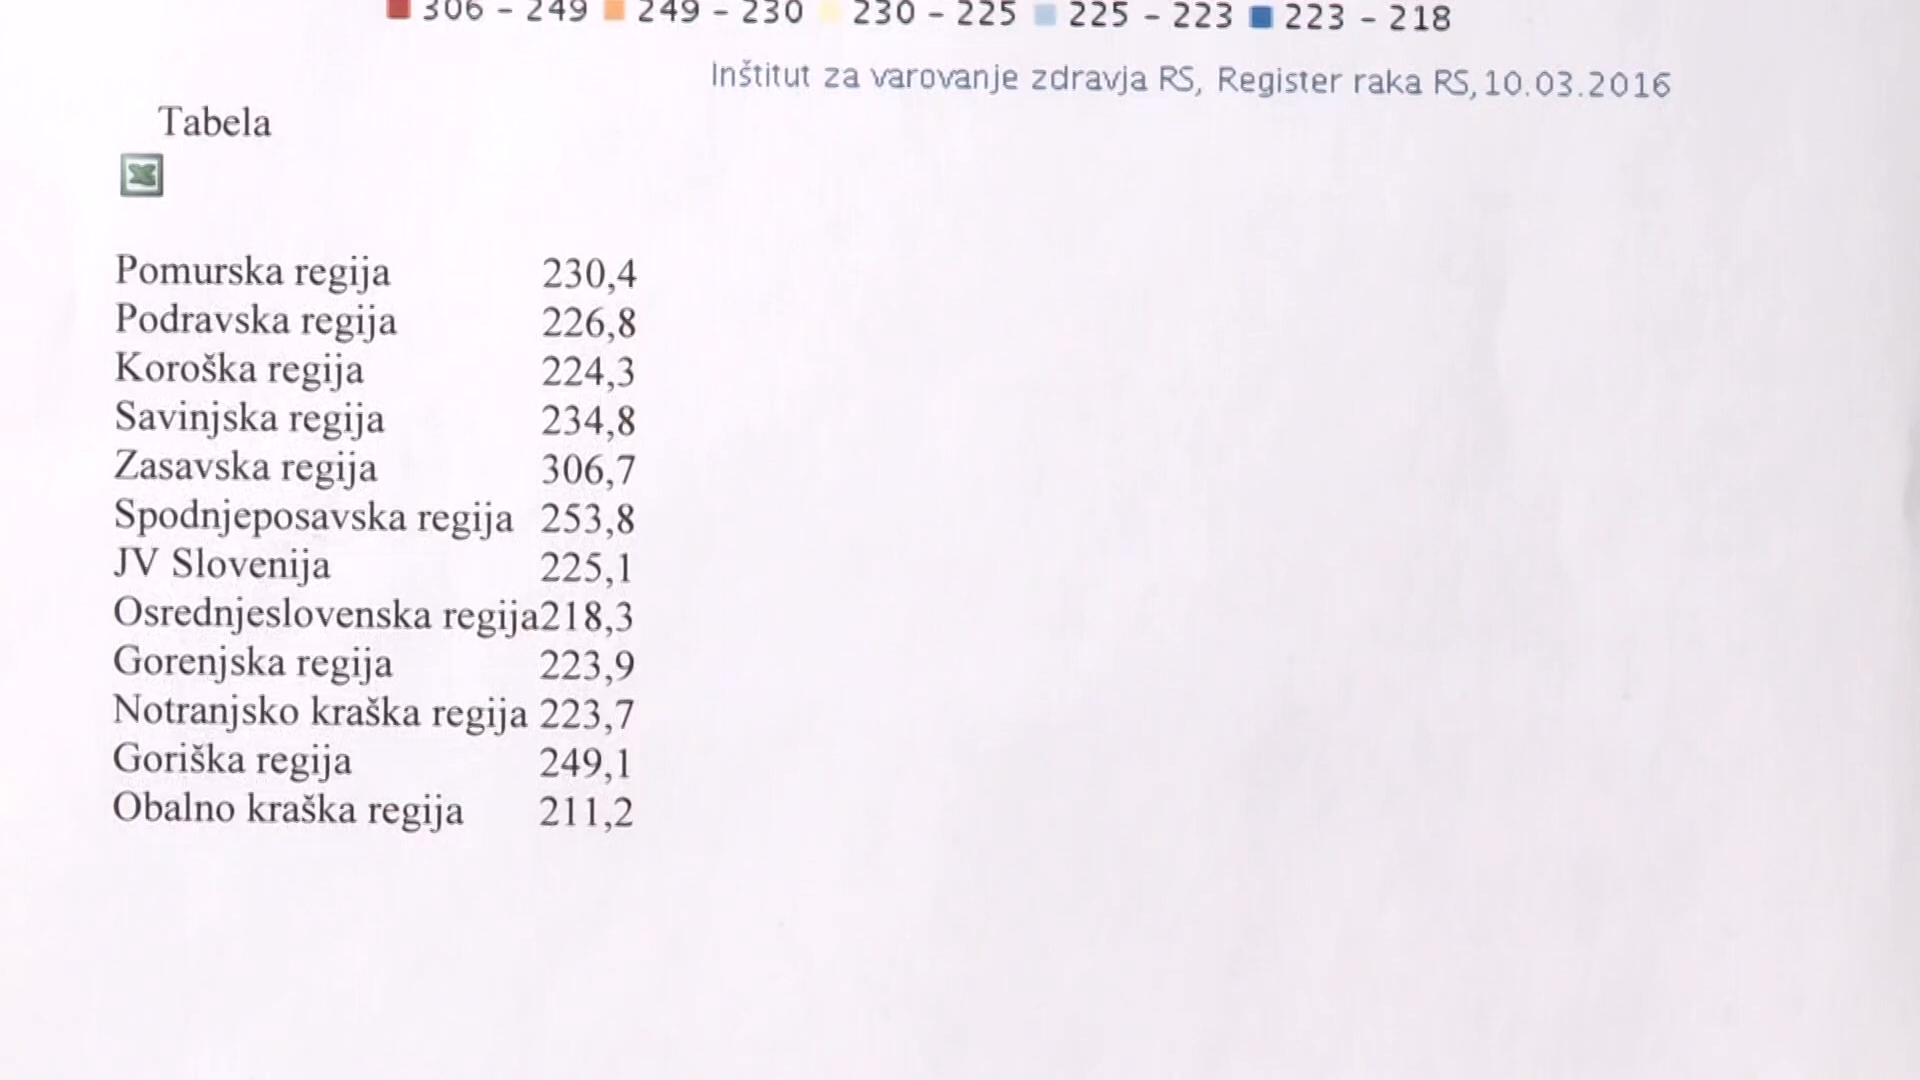 306 - 249 249 - 230 230 - 225 225 - 223 223 - 218
Inštitut za varovanje zdravja RS, Register raka RS, 10.03.2016
Tabela
Pomurska regija 230,4
Podravska regija 226,8
Koroška regija 224,3
Savinjska regija 234,8
Zasavska regija 306,7
Spodnjeposavska regija 253,8
JV Slovenija 225,1
Osrednjeslovenska regija218,3
Gorenjska regija 223,9
Notranjsko kraška regija 223,7
Goriška regija 249,1
Obalno kraška regija 211,2